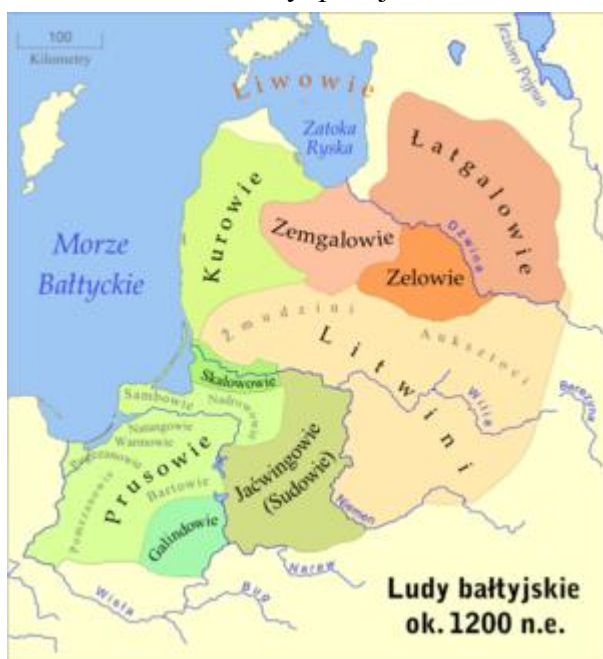 100
Kilometry
Jezioro Pejpus
Liwowie
Zatoka
Ryska
Łatgalowie
Kurowie
Zemgalowie
Dźwina
Morze
Bałtyckie
Zelowie
Żmudzini
Auksztoci
Litwini
Skalowowie
Wilia
Berezyna
Sambowie
Nadrowowie
Natangowie
Warmowie
Pogezanowie
Prusowie
Bartowie
Pomezanowie
Jaćwingowie
(Sudowie)
Galindowie
Niemen
Narew
Bug
Wisła
Ludy bałtyjskie
ok. 1200 n.e.